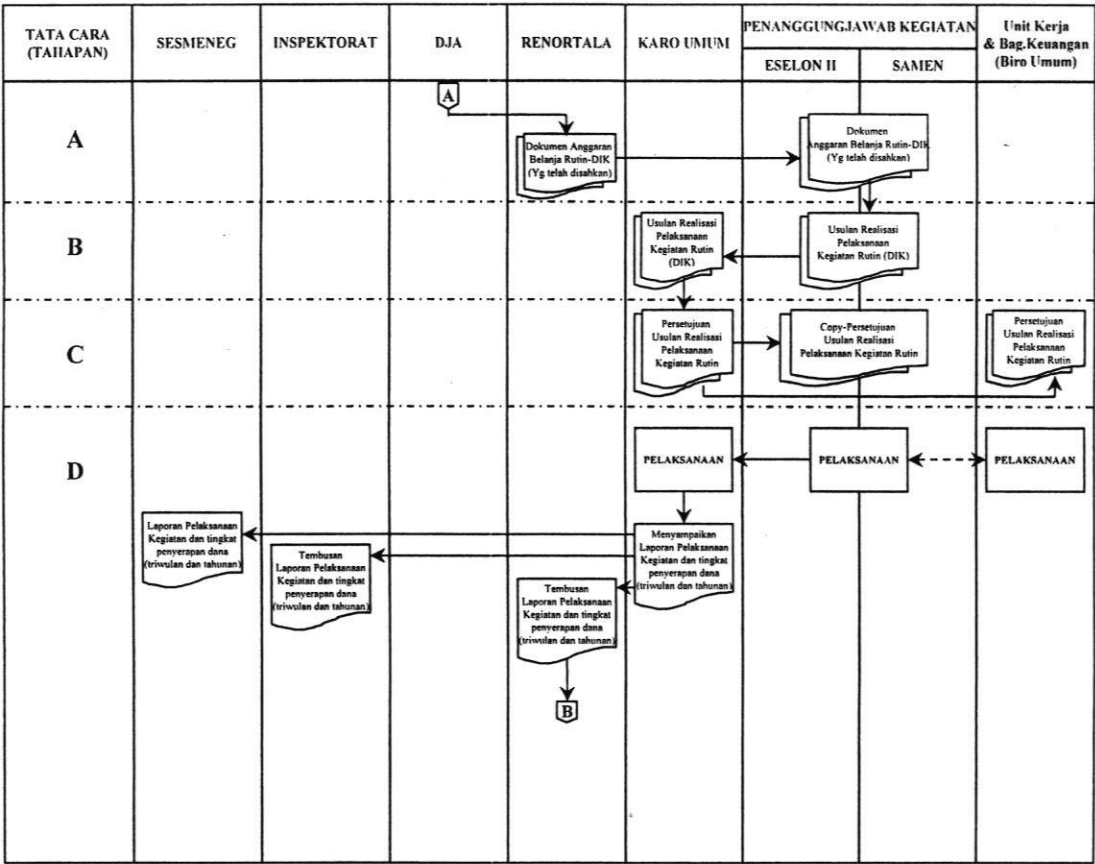 TATA CARA
(TAHAPAN)
SESMENEG
INSPEKTORAT
DJA
RENORTALA
KARO UMUM
PENANGGUNGJAWAB KEGIATAN
ESELON II
SAMEN
Unit Kerja
& Bag.Keuangan
(Biro Umum)
A
A
Dokumen Anggaran
Belanja Rutin-DIK
(Yg telah disahkan)
Dokumen
Anggaran Belanja Rutin-DIK
(Yg telah disahkan)
B
Usulan Realisasi
Pelaksanaan
Kegiatan Rutin
(DIK)
Usulan Realisasi
Pelaksanaan
Kegiatan Rutin (DIK)
C
Persetujuan
Usulan Realisasi
Pelaksanaan
Kegiatan Rutin
Copy-Persetujuan
Usulan Realisasi
Pelaksanaan Kegiatan Rutin
Persetujuan
Usulan Realisasi
Pelaksanaan
Kegiatan Rutin
D
PELAKSANAAN
PELAKSANAAN
PELAKSANAAN
Laporan Pelaksanaan
Kegiatan dan tingkat
penyerapan dana
(triwulan dan tahunan)
Tembusan
Laporan Pelaksanaan
Kegiatan dan tingkat
penyerapan dana
(triwulan dan tahunan)
Tembusan
Laporan Pelaksanaan
Kegiatan dan tingkat
penyerapan dana
(triwulan dan tahunan)
Menyampaikan
Laporan Pelaksanaan
Kegiatan dan tingkat
penyerapan dana
(triwulan dan tahunan)
B